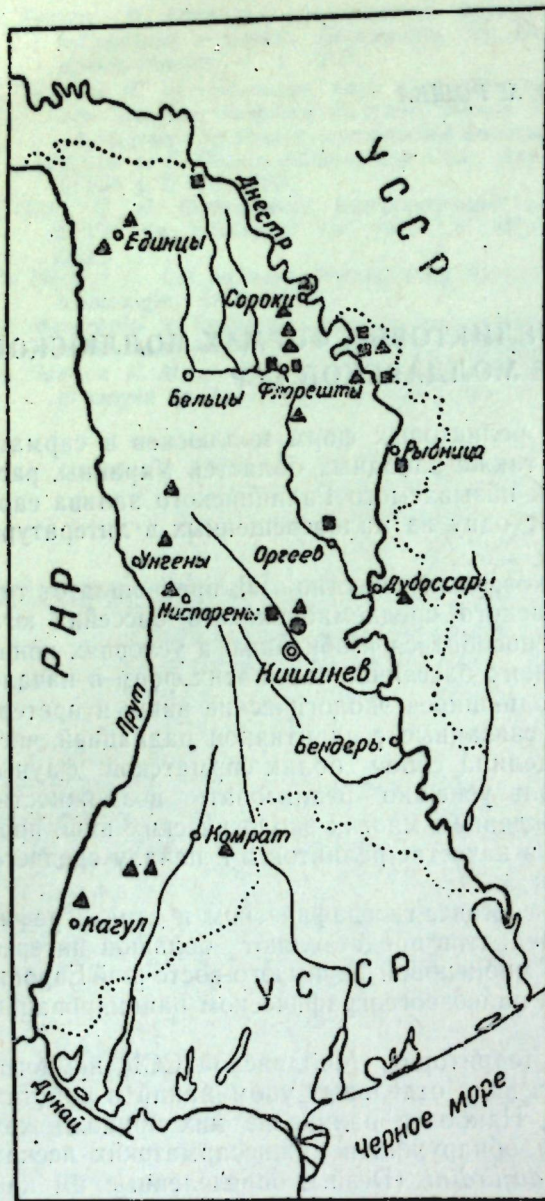 УССР
Днестр
Единцы
Сороки
Бельцы
Флорешты
Рыбница
Оргеев
Унгены
Дубоссары
РНР
Ниспорены
Кишинев
Прут
Бендеры
Комрат
Кагул
УССР
Дунай
Черное море